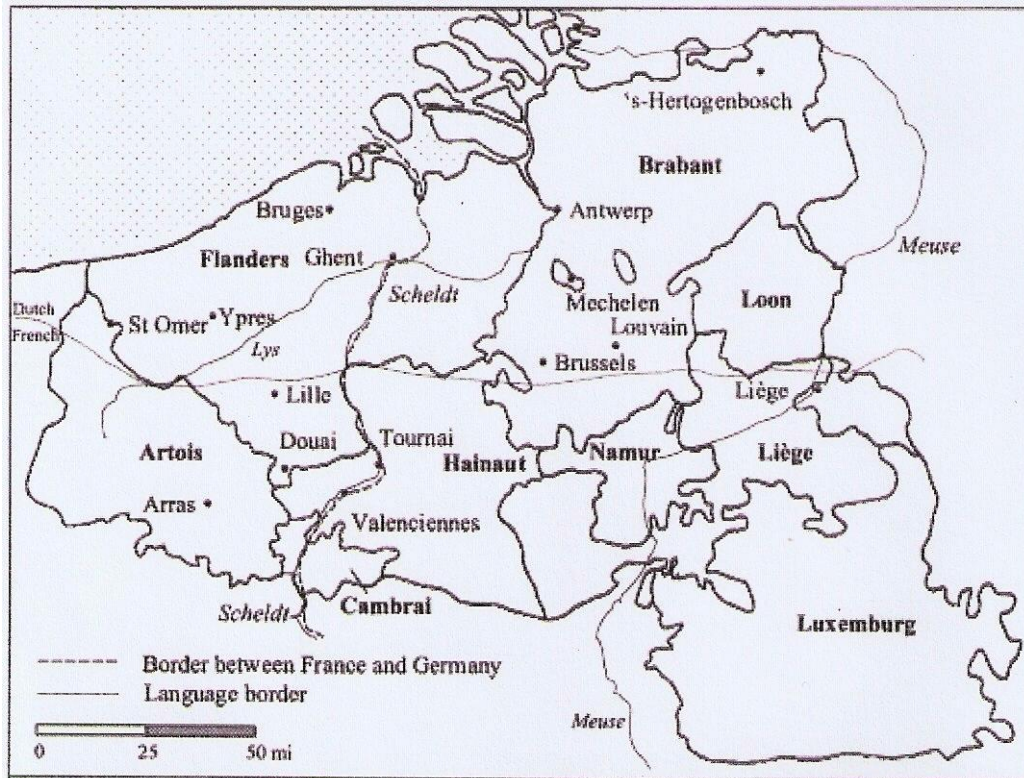 's-Hertogenbosch
Brabant
Bruges
Antwerp
Meuse
Flanders Ghent
Scheldt
Mechelen
Loon
Dutch
French
St Omer Ypres
Louvain
Lys
Brussels
Liège
Lille
Douai
Tournai
Artois
Hainaut
Namur
Liège
Arras
Valenciennes
Cambrai
Scheldt
Luxemburg
Border between France and Germany
Language border
Meuse
0 25 50 mi